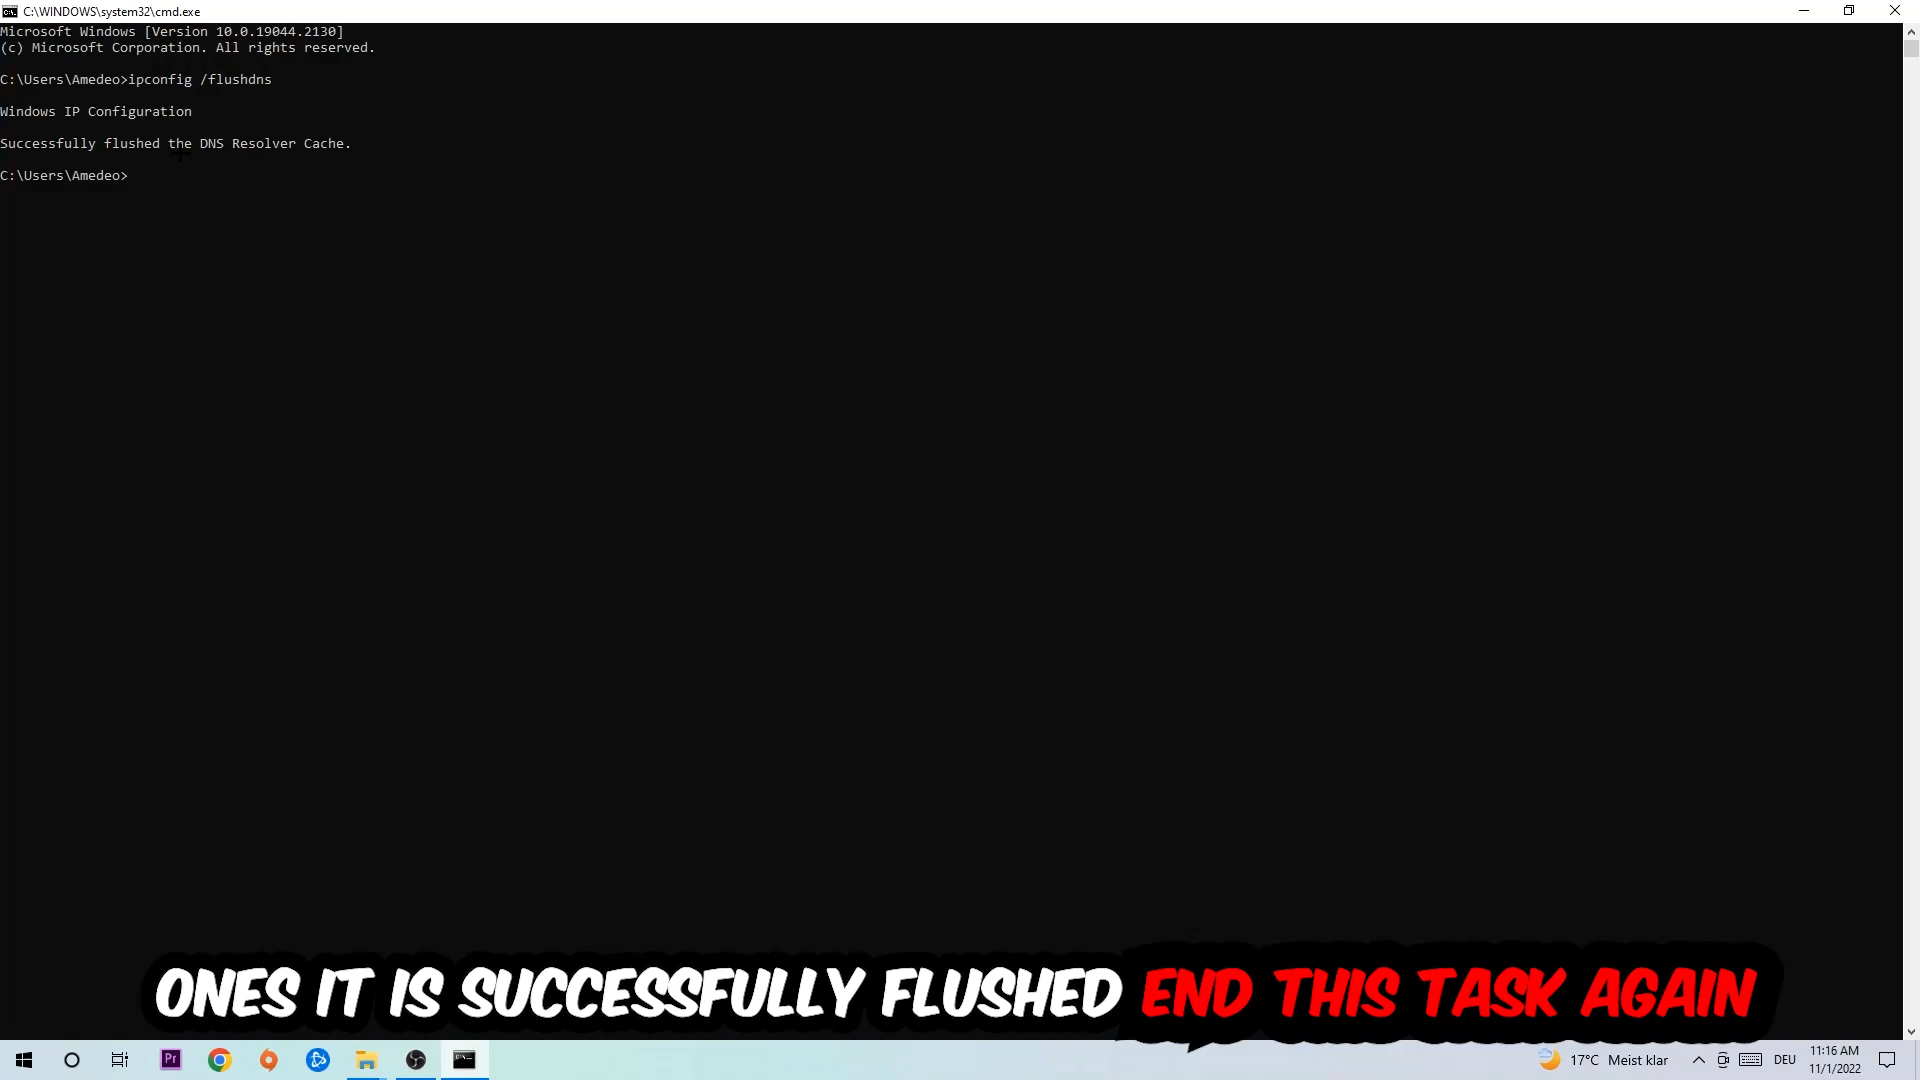 C:\WINDOWS\system32\cmd.exe
Microsoft Windows [Version 10.0.19044.2130]
(c) Microsoft Corporation. All rights reserved.
C:\Users\Amedeo>ipconfig /flushdns
Windows IP Configuration
Successfully flushed the DNS Resolver Cache.
C:\Users\Amedeo>
ONES IT IS SUCCESSFULLY FLUSHED END THIS TASK AGAIN
Pr
17°C Meist klar
DEU
11:16 AM
11/1/2022